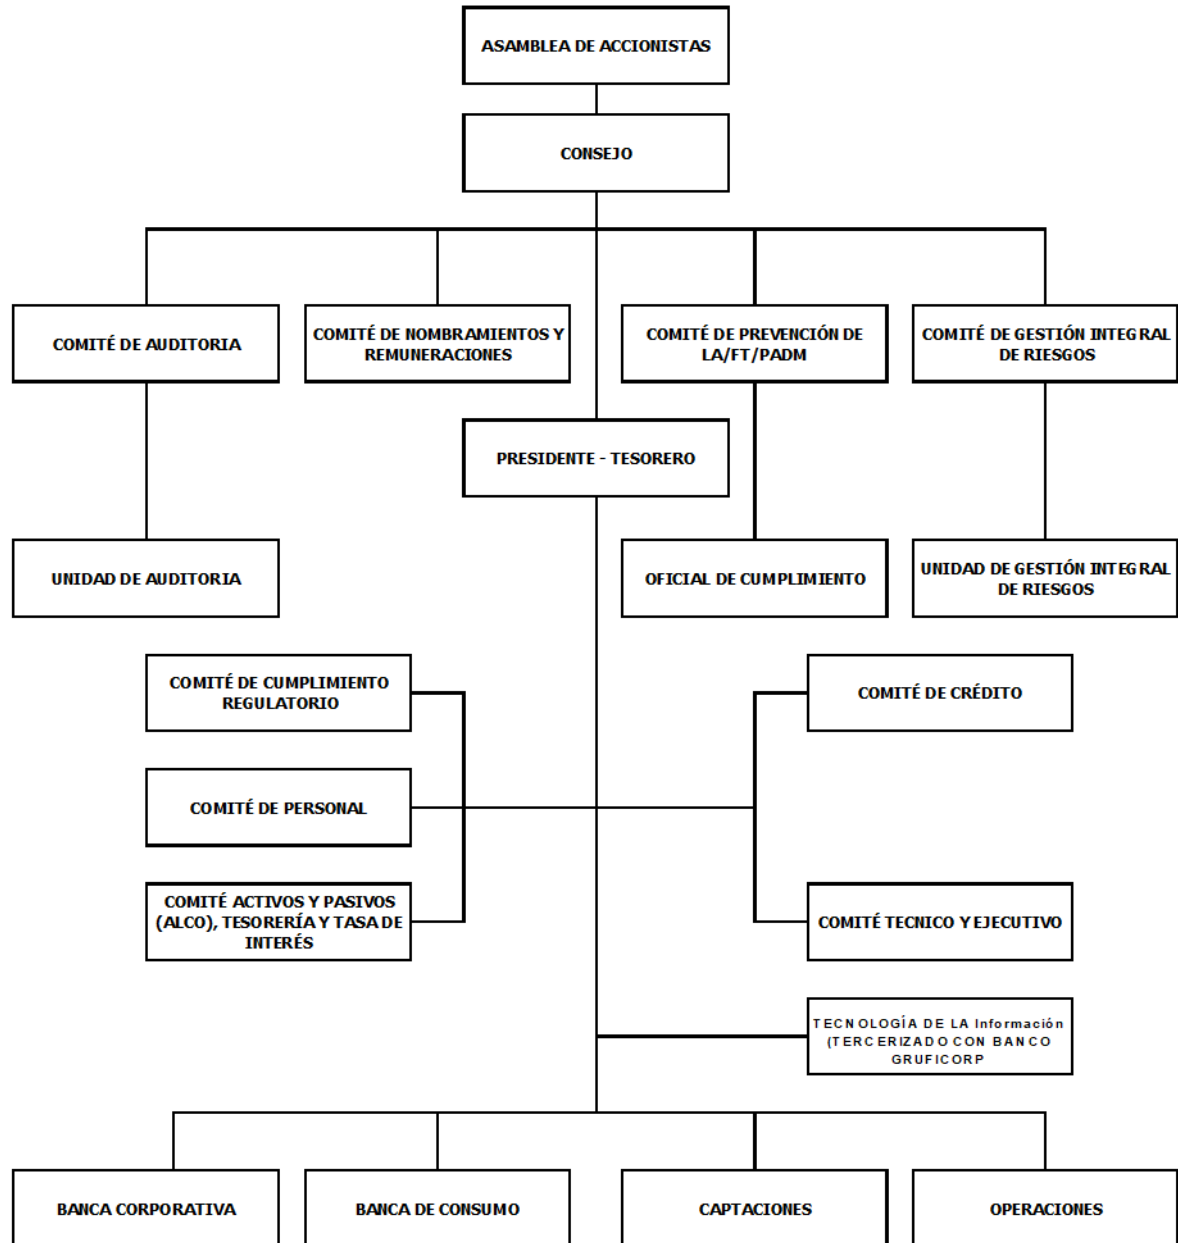 ASAMBLEA DE ACCIONISTAS
CONSEJO
COMITÉ DE AUDITORIA
COMITÉ DE NOMBRAMIENTOS Y
REMUNERACIONES
COMITÉ DE PREVENCIÓN DE
LA/FT/PADM
COMITÉ DE GESTIÓN INTEGRAL
DE RIESGOS
PRESIDENTE - TESORERO
UNIDAD DE AUDITORIA
OFICIAL DE CUMPLIMIENTO
UNIDAD DE GESTIÓN INTEGRAL
DE RIESGOS
COMITÉ DE CUMPLIMIENTO
REGULATORIO
COMITÉ DE CRÉDITO
COMITÉ DE PERSONAL
COMITÉ ACTIVOS Y PASIVOS
(ALCO), TESORERÍA Y TASA DE
INTERÉS
COMITÉ TECNICO Y EJECUTIVO
TECNOLOGÍA DE LA Información
(TERCERIZADO CON BANCO
GRUFICORP
BANCA CORPORATIVA
BANCA DE CONSUMO
CAPTACIONES
OPERACIONES